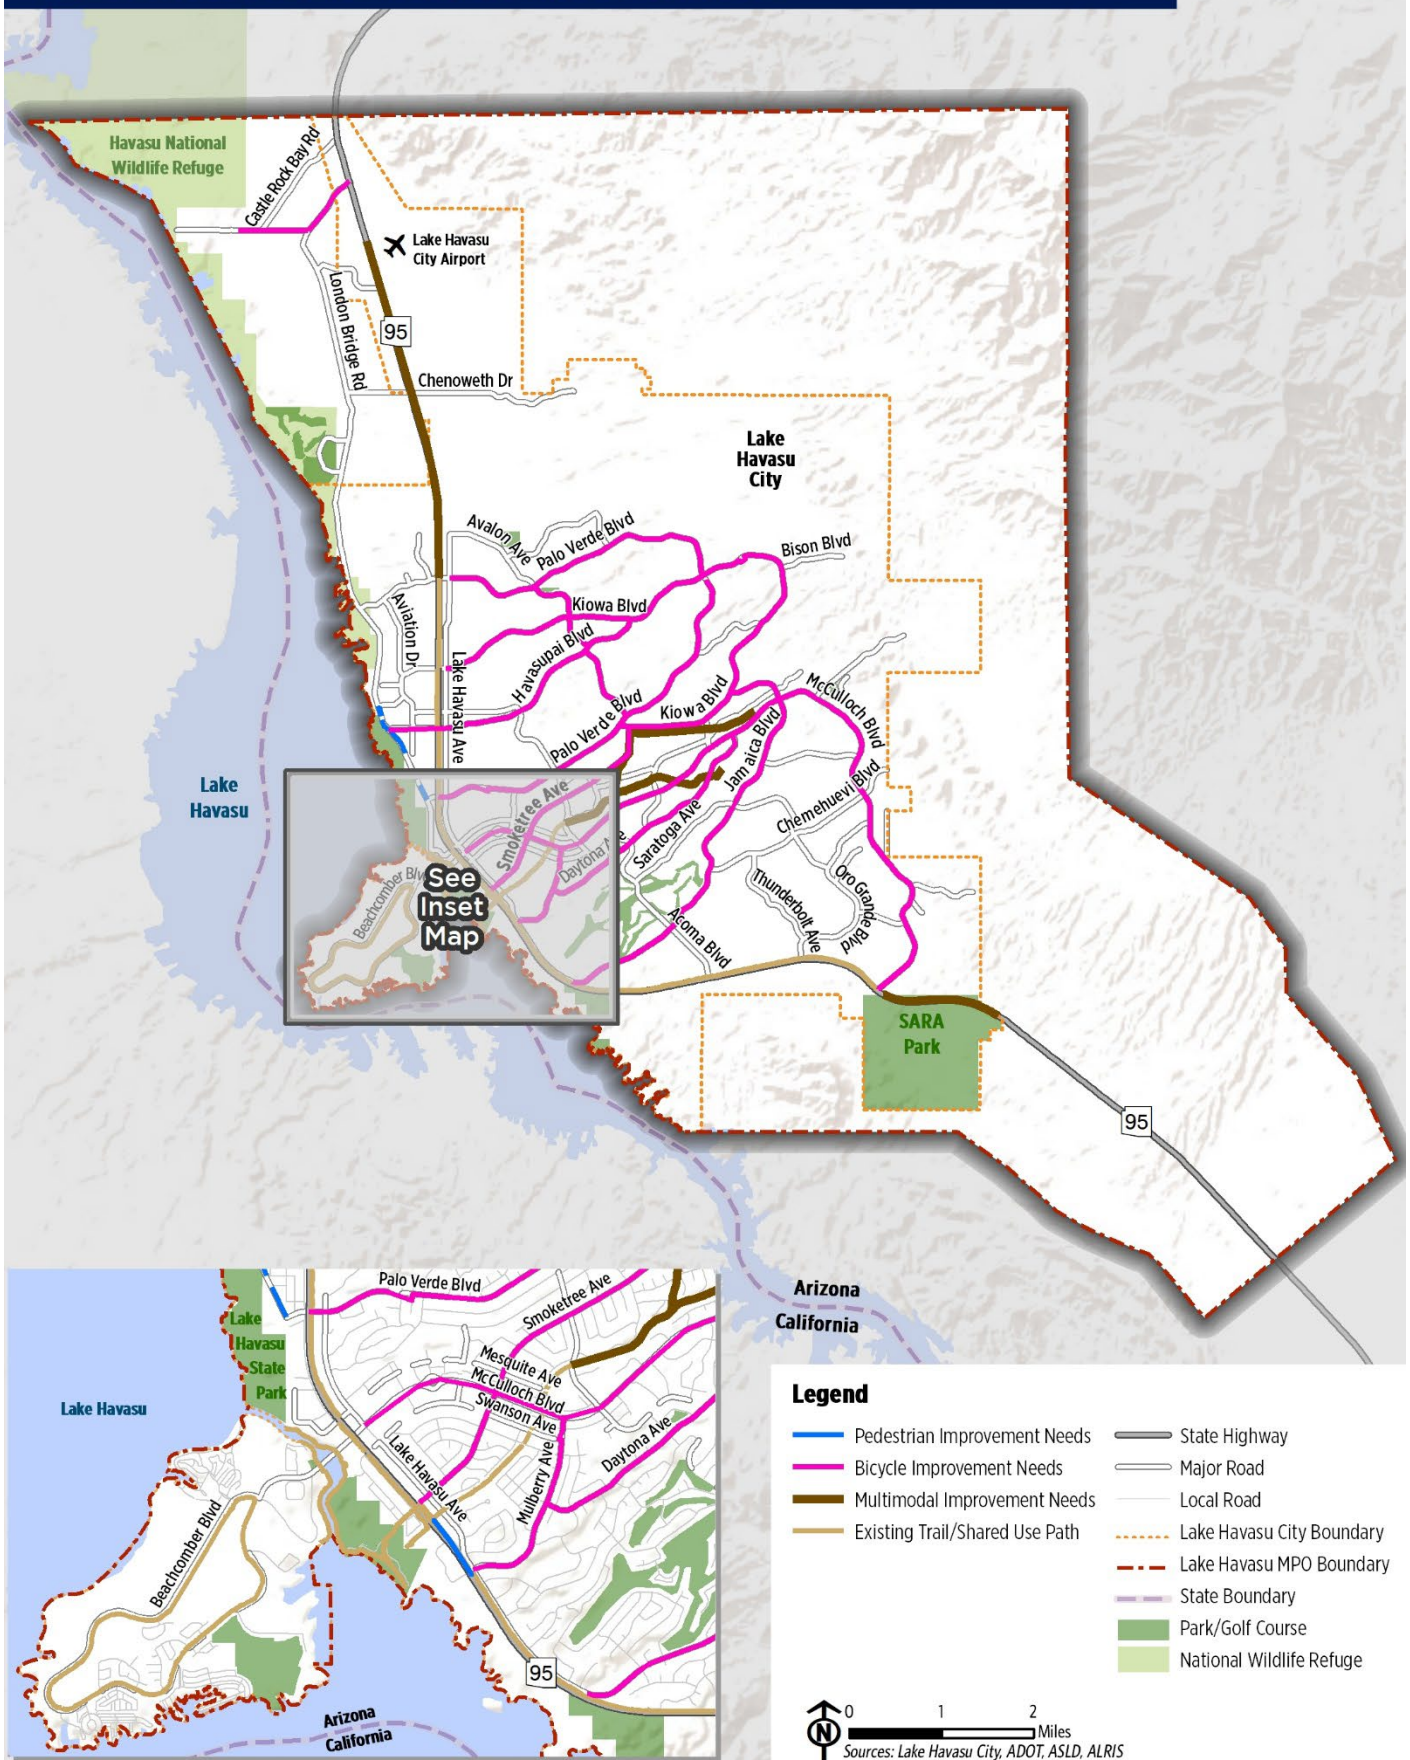 Havasu National
Wildlife Refuge
Castle Rock Bay Rd
Lake Havasu
City Airport
London Bridge Rd
95
Chenoweth Dr
Lake
Havasu
City
Avalon Ave
Palo Verde Blvd
Bison Blvd
Aviation Dr
Kiowa Blvd
Havasupai Blvd
Lake Havasu Ave
Palo Verde Blvd
Kiowa Blvd
McCulloch Blvd
Jamaica Blvd
Lake
Havasu
Smoketree Ave
Chemehuevi Blvd
Saratoga Ave
Daytona A e
Beachcomber Blv
See
Inset
Map
Thunderbolt Ave
Oro Grande Blvd
Acoma Blvd
SARA
Park
95
Arizona
California
Palo Verde Blvd
Smoketree Ave
Lake
Havasu
State
Park
Mesquite Ave
McCulloch Blvd
Swanson Ave
Lake Havasu
Lake Havasu Ave
Mulberry Ave
Daytona Ave
Beachcomber Blvd
95
Arizona
California
Legend
Pedestrian Improvement Needs
Bicycle Improvement Needs
Multimodal Improvement Needs
Existing Trail/Shared Use Path
State Highway
Major Road
Local Road
Lake Havasu City Boundary
Lake Havasu MPO Boundary
State Boundary
Park/Golf Course
National Wildlife Refuge
N
0 1 2
Miles
Sources: Lake Havasu City, ADOT, ASLD, ALRIS